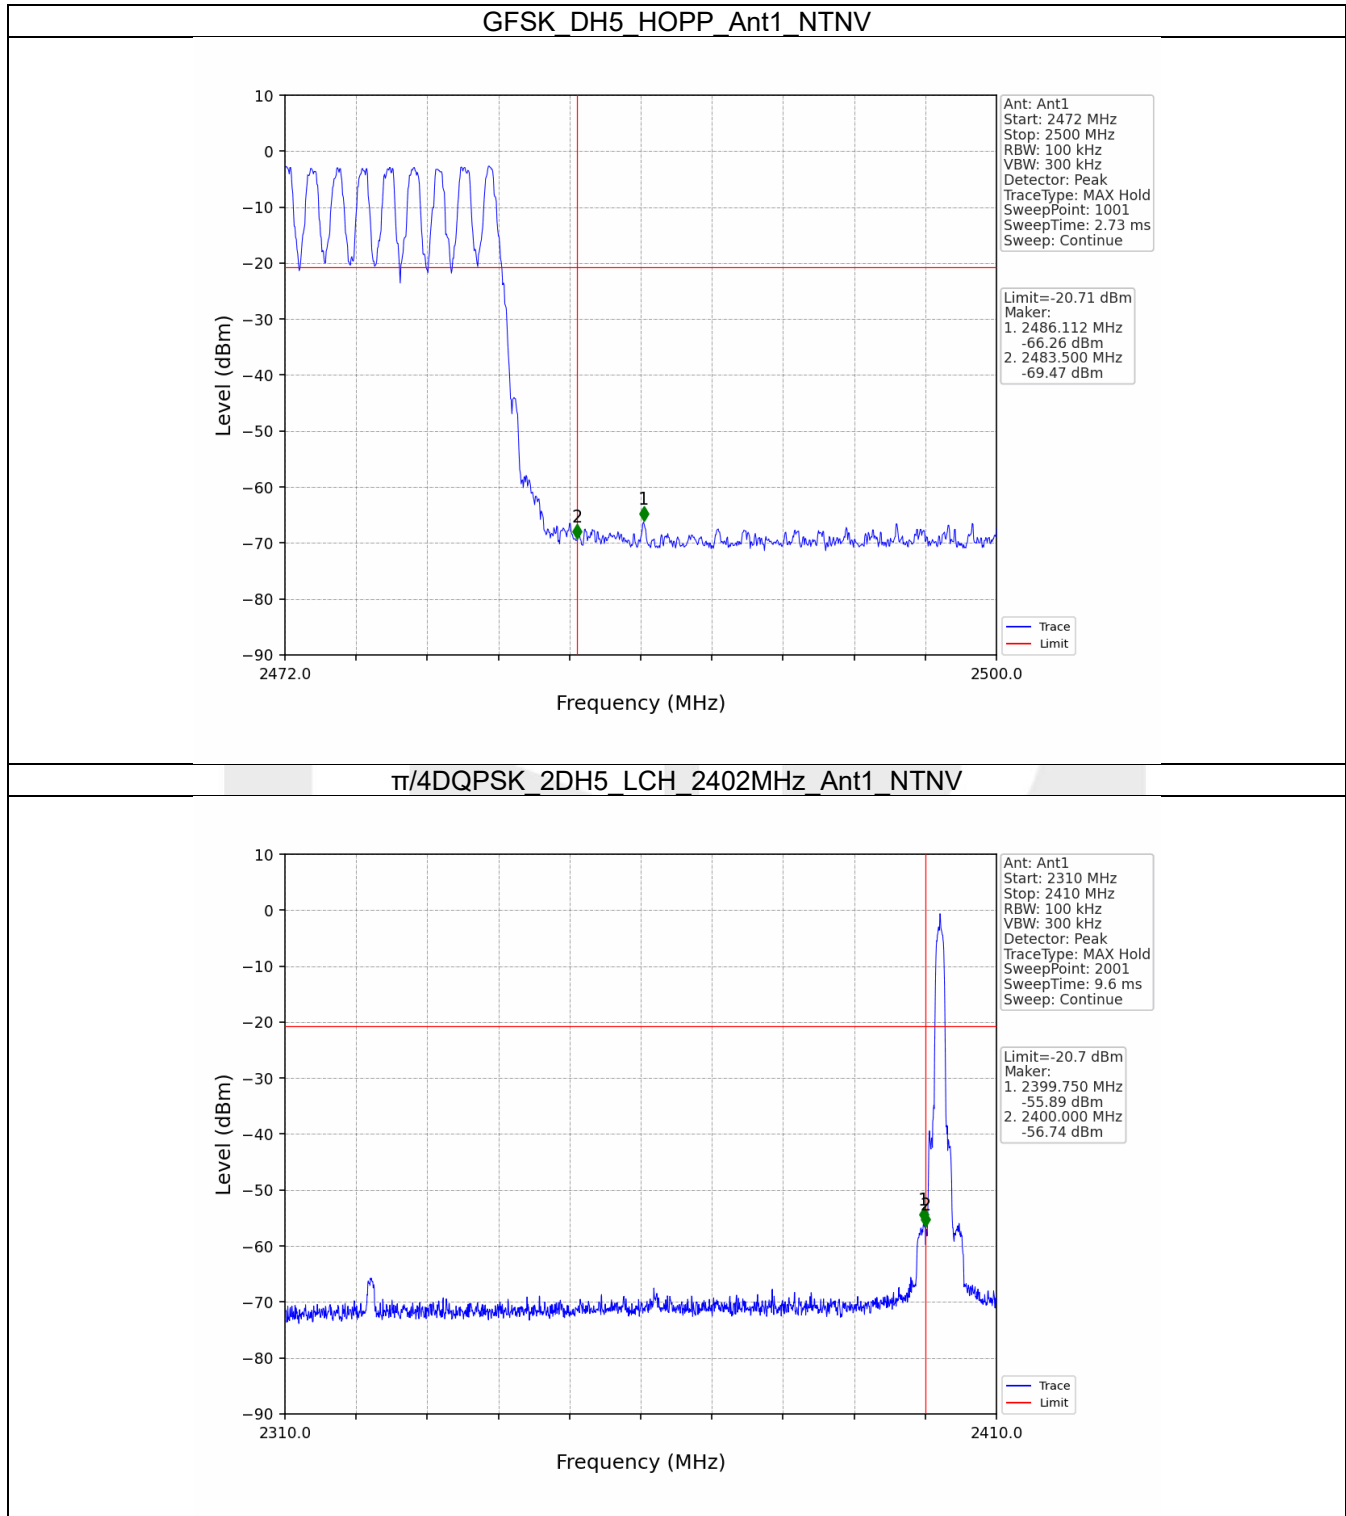 GFSK_DH5_HOPP_Ant1_NTNV
10
0
−10
−20
−30
−40
−50
−60
−70
−80
−90
Level (dBm)
2
1
2472.0
2500.0
Frequency (MHz)
Ant: Ant1
Start: 2472 MHz
Stop: 2500 MHz
RBW: 100 kHz
VBW: 300 kHz
Detector: Peak
TraceType: MAX Hold
SweepPoint: 1001
SweepTime: 2.73 ms
Sweep: Continue
Limit=-20.71 dBm
Maker:
1. 2486.112 MHz
-66.26 dBm
2. 2483.500 MHz
-69.47 dBm
Trace
Limit
π/4DQPSK_2DH5_LCH_2402MHz_Ant1_NTNV
10
0
−10
−20
−30
−40
−50
−60
−70
−80
−90
Level (dBm)
1
2
2310.0
2410.0
Frequency (MHz)
Ant: Ant1
Start: 2310 MHz
Stop: 2410 MHz
RBW: 100 kHz
VBW: 300 kHz
Detector: Peak
TraceType: MAX Hold
SweepPoint: 2001
SweepTime: 9.6 ms
Sweep: Continue
Limit=-20.7 dBm
Maker:
1. 2399.750 MHz
-55.89 dBm
2. 2400.000 MHz
-56.74 dBm
Trace
Limit